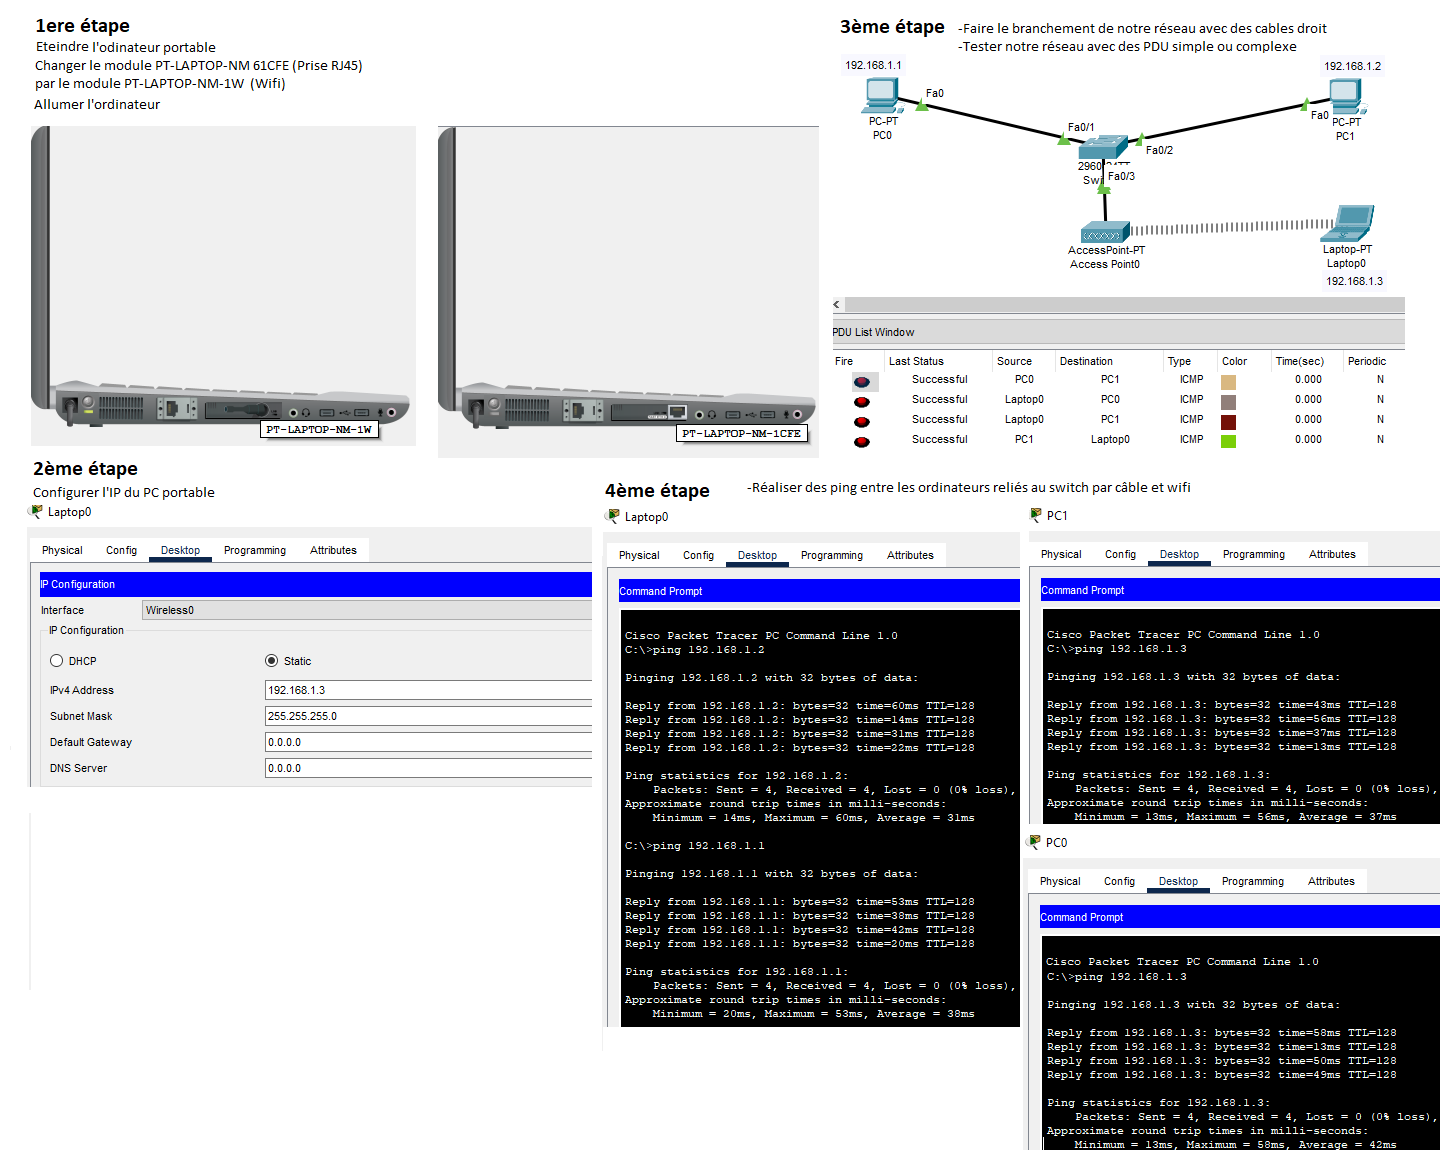 1ere étape
Eteindre l'odinateur portable
Changer le module PT-LAPTOP-NM 61CFE (Prise RJ45)
par le module PT-LAPTOP-NM-1W (Wifi)
Allumer l'ordinateur
PT-LAPTOP-NM-1W
PT-LAPTOP-NM-1CFE
2ème étape
Configurer l'IP du PC portable
Laptop0
Physical Config Desktop Programming Attributes
IP Configuration
Interface Wireless0
IP Configuration
DHCP Static
IPv4 Address 192.168.1.3
Subnet Mask 255.255.255.0
Default Gateway 0.0.0.0
DNS Server 0.0.0.0
3ème étape
-Faire le branchement de notre réseau avec des cables droit
-Tester notre réseau avec des PDU simple ou complexe
192.168.1.1
192.168.1.2
Fa0
PC-PT
PC0
Fa0/1
Fa0
PC-PT
PC1
Fa0/2
2960
Fa0/3
AccessPoint-PT
Access Point0
Laptop-PT
Laptop0
192.168.1.3
PDU List Window
Fire Last Status Source Destination Type Color Time(sec) Periodic
Successful PC0 PC1 ICMP 0.000 N
Successful Laptop0 PC0 ICMP 0.000 N
Successful Laptop0 PC1 ICMP 0.000 N
Successful PC1 Laptop0 ICMP 0.000 N
4ème étape
-Réaliser des ping entre les ordinateurs reliés au switch par câble et wifi
Laptop0
Physical Config Desktop Programming Attributes
Command Prompt
Cisco Packet Tracer PC Command Line 1.0
C:\>ping 192.168.1.2
Pinging 192.168.1.2 with 32 bytes of data:
Reply from 192.168.1.2: bytes=32 time=60ms TTL=128
Reply from 192.168.1.2: bytes=32 time=14ms TTL=128
Reply from 192.168.1.2: bytes=32 time=31ms TTL=128
Reply from 192.168.1.2: bytes=32 time=22ms TTL=128
Ping statistics for 192.168.1.2:
Packets: Sent = 4, Received = 4, Lost = 0 (0% loss),
Approximate round trip times in milli-seconds:
Minimum = 14ms, Maximum = 60ms, Average = 31ms
C:\>ping 192.168.1.1
Pinging 192.168.1.1 with 32 bytes of data:
Reply from 192.168.1.1: bytes=32 time=53ms TTL=128
Reply from 192.168.1.1: bytes=32 time=38ms TTL=128
Reply from 192.168.1.1: bytes=32 time=42ms TTL=128
Reply from 192.168.1.1: bytes=32 time=20ms TTL=128
Ping statistics for 192.168.1.1:
Packets: Sent = 4, Received = 4, Lost = 0 (0% loss),
Approximate round trip times in milli-seconds:
Minimum = 20ms, Maximum = 53ms, Average = 38ms
PC1
Physical Config Desktop Programming Attributes
Command Prompt
Cisco Packet Tracer PC Command Line 1.0
C:\>ping 192.168.1.3
Pinging 192.168.1.3 with 32 bytes of data:
Reply from 192.168.1.3: bytes=32 time=43ms TTL=128
Reply from 192.168.1.3: bytes=32 time=56ms TTL=128
Reply from 192.168.1.3: bytes=32 time=37ms TTL=128
Reply from 192.168.1.3: bytes=32 time=13ms TTL=128
Ping statistics for 192.168.1.3:
Packets: Sent = 4, Received = 4, Lost = 0 (0% loss),
Approximate round trip times in milli-seconds:
Minimum = 13ms, Maximum = 56ms, Average = 37ms
PC0
Physical Config Desktop Programming Attributes
Command Prompt
Cisco Packet Tracer PC Command Line 1.0
C:\>ping 192.168.1.3
Pinging 192.168.1.3 with 32 bytes of data:
Reply from 192.168.1.3: bytes=32 time=58ms TTL=128
Reply from 192.168.1.3: bytes=32 time=13ms TTL=128
Reply from 192.168.1.3: bytes=32 time=50ms TTL=128
Reply from 192.168.1.3: bytes=32 time=49ms TTL=128
Ping statistics for 192.168.1.3:
Packets: Sent = 4, Received = 4, Lost = 0 (0% loss),
Approximate round trip times in milli-seconds:
Minimum = 13ms, Maximum = 58ms, Average = 42ms